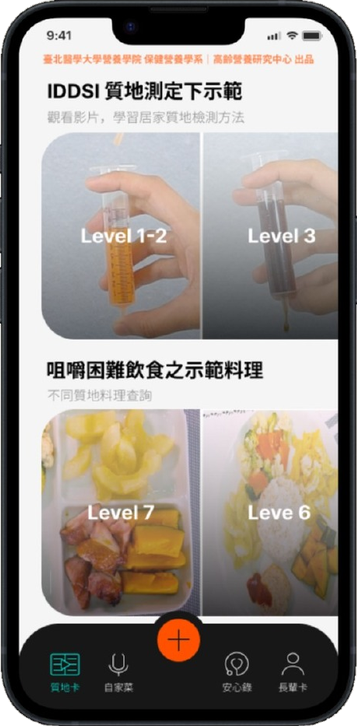 9:41
臺北醫學大學營養學院 保健營養學系｜高齡營養研究中心 出品
IDDSI 質地測定下示範
觀看影片，學習居家質地檢測方法
Level 1-2
Level 3
咀嚼困難飲食之示範料理
不同質地料理查詢
Level 7
Leve 6
質地卡
自家菜
安心錄
長輩卡